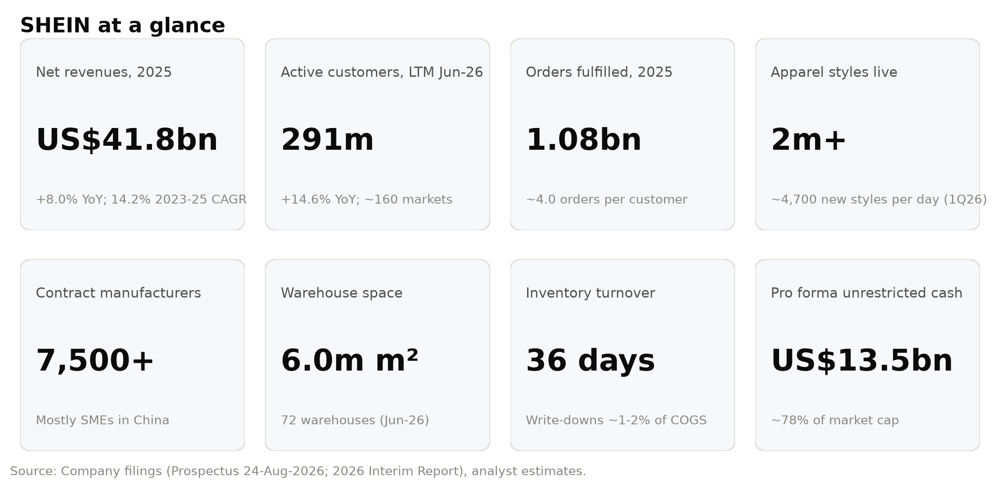 SHEIN at a glance
Net revenues, 2025
US$41.8bn
+8.0% YoY; 14.2% 2023-25 CAGR
Active customers, LTM Jun-26
291m
+14.6% YoY; ~160 markets
Orders fulfilled, 2025
1.08bn
~4.0 orders per customer
Apparel styles live
2m+
~4,700 new styles per day (1Q26)
Contract manufacturers
7,500+
Mostly SMEs in China
Warehouse space
6.0m m²
72 warehouses (Jun-26)
Inventory turnover
36 days
Write-downs ~1-2% of COGS
Pro forma unrestricted cash
US$13.5bn
~78% of market cap
Source: Company filings (Prospectus 24-Aug-2026; 2026 Interim Report), analyst estimates.